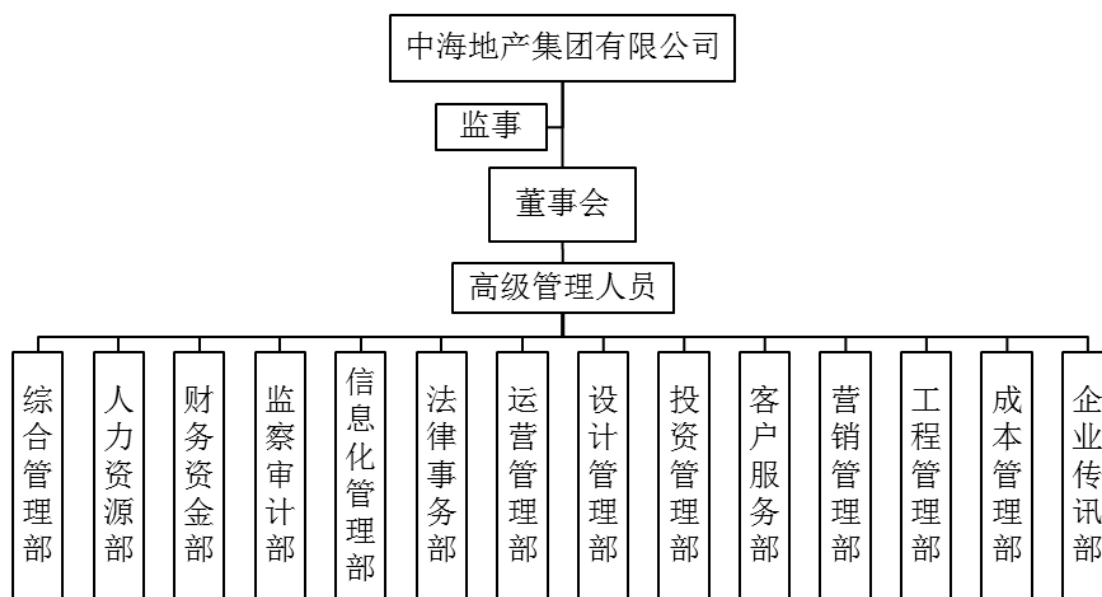 中海地产集团有限公司
监事
董事会
高级管理人员
综合管理部
人力资源部
财务资金部
监察审计部
信息化管理部
法律事务部
运营管理部
设计管理部
投资管理部
客户服务部
营销管理部
工程管理部
成本管理部
企业传讯部